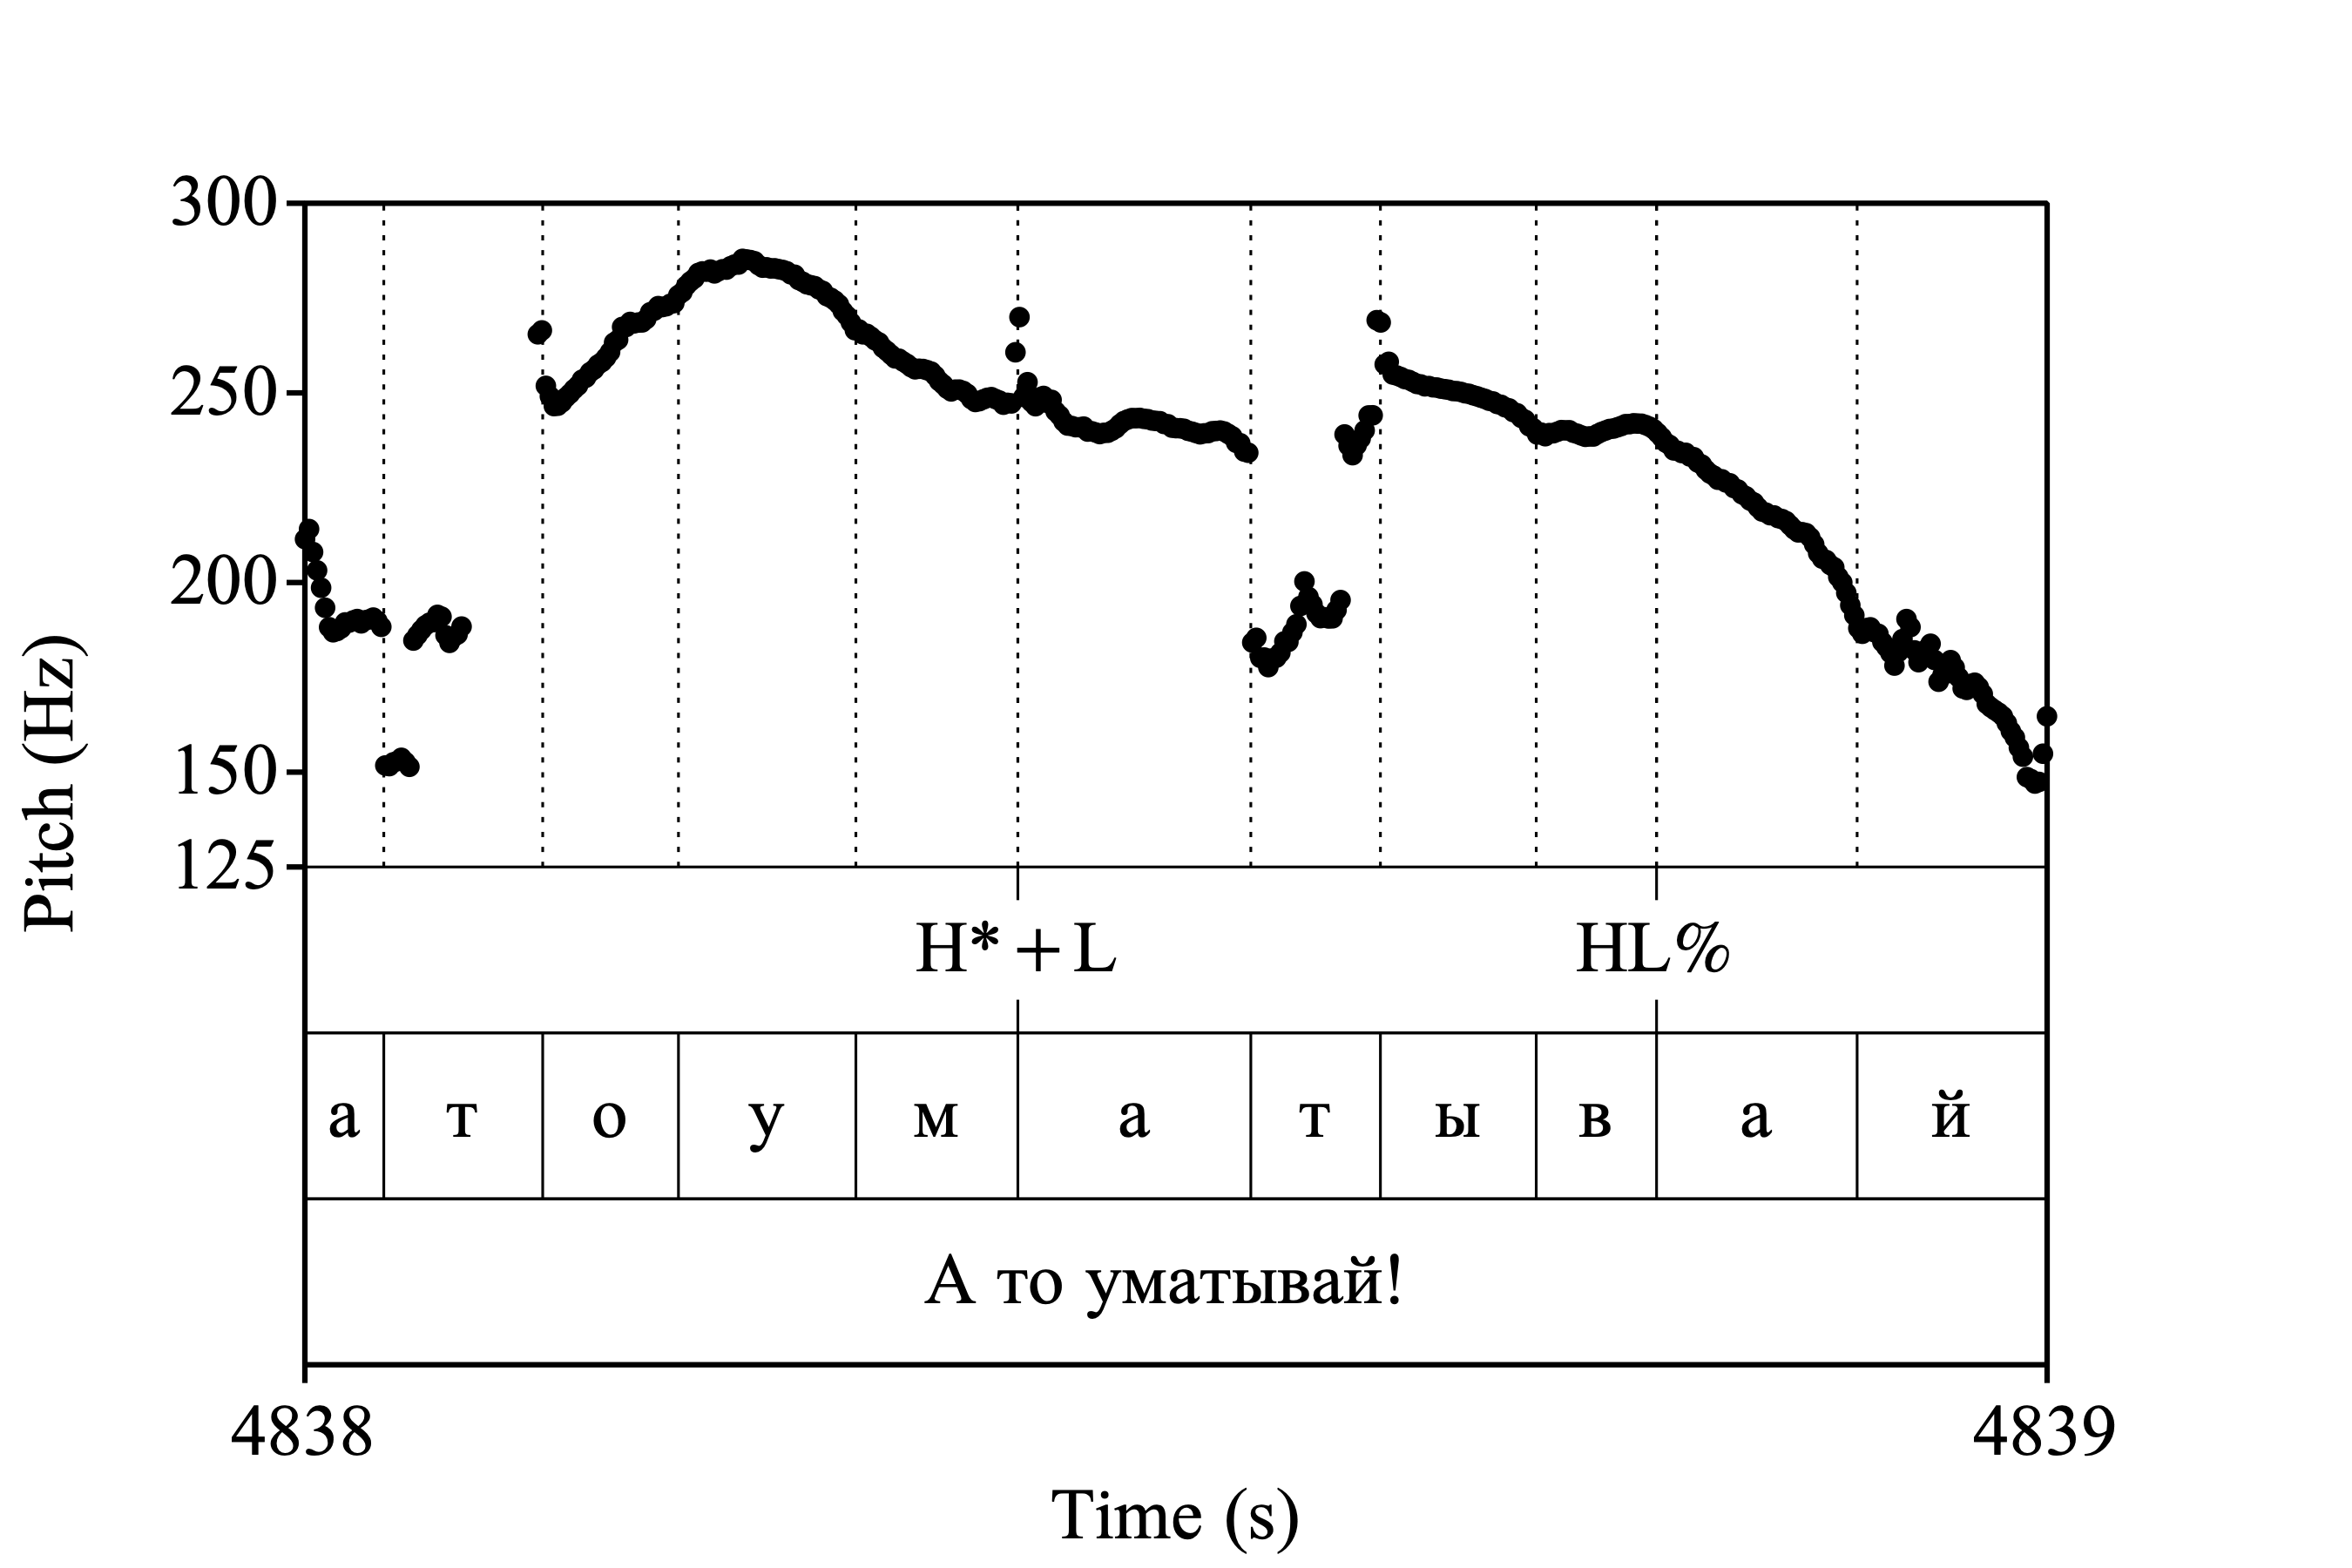 300
250
200
150
125
Pitch (Hz)
H*+L HL%
а т о у м а т ы в а й
А то уматывай!
4838 4839
Time (s)